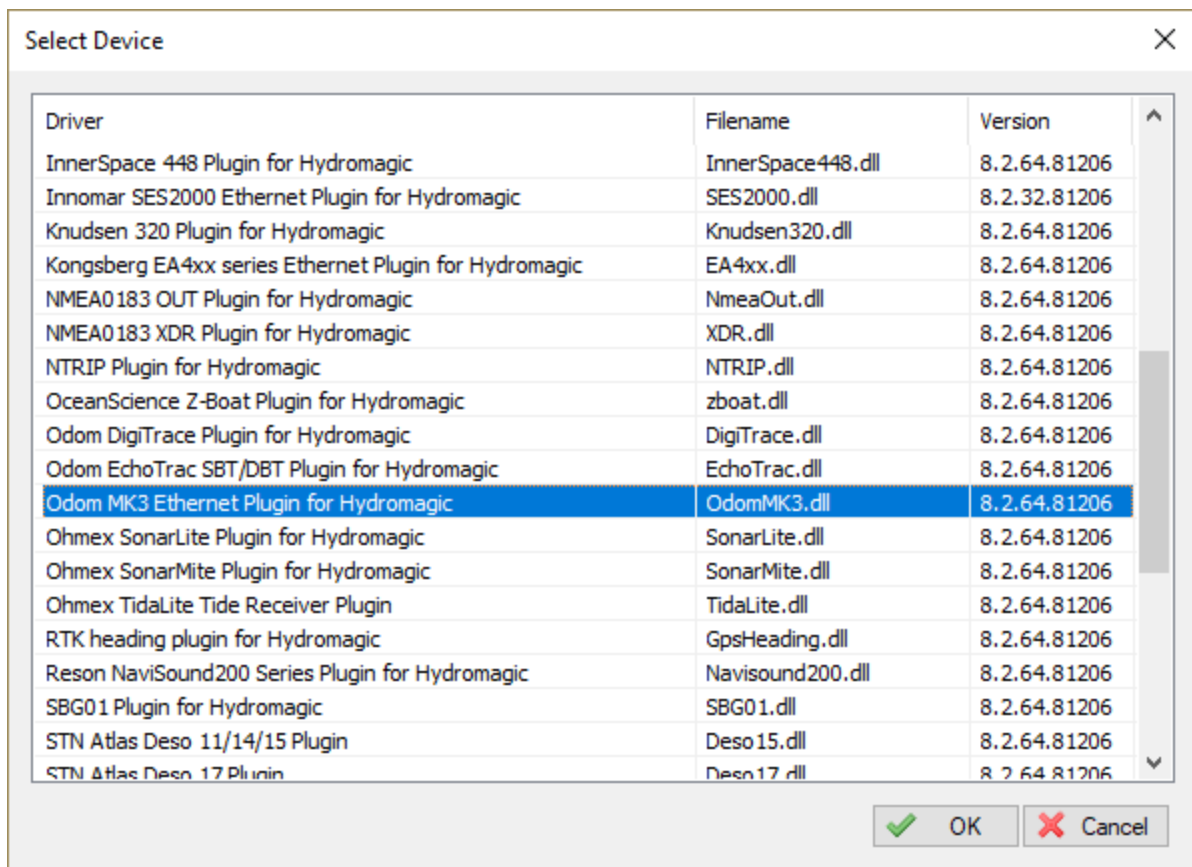 Select Device
Driver Filename Version
InnerSpace 448 Plugin for Hydromagic InnerSpace448.dll 8.2.64.81206
Innomar SES2000 Ethernet Plugin for Hydromagic SES2000.dll 8.2.32.81206
Knudsen 320 Plugin for Hydromagic Knudsen320.dll 8.2.64.81206
Kongsberg EA4xx series Ethernet Plugin for Hydromagic EA4xx.dll 8.2.64.81206
NMEA0183 OUT Plugin for Hydromagic NmeaOut.dll 8.2.64.81206
NMEA0183 XDR Plugin for Hydromagic XDR.dll 8.2.64.81206
NTRIP Plugin for Hydromagic NTRIP.dll 8.2.64.81206
OceanScience Z-Boat Plugin for Hydromagic zboat.dll 8.2.64.81206
Odom DigiTrace Plugin for Hydromagic DigiTrace.dll 8.2.64.81206
Odom EchoTrac SBT/DBT Plugin for Hydromagic EchoTrac.dll 8.2.64.81206
Odom MK3 Ethernet Plugin for Hydromagic OdomMK3.dll 8.2.64.81206
Ohmex SonarLite Plugin for Hydromagic SonarLite.dll 8.2.64.81206
Ohmex SonarMite Plugin for Hydromagic SonarMite.dll 8.2.64.81206
Ohmex TidaLite Tide Receiver Plugin TidaLite.dll 8.2.64.81206
RTK heading plugin for Hydromagic GpsHeading.dll 8.2.64.81206
Reson NaviSound200 Series Plugin for Hydromagic Navisound200.dll 8.2.64.81206
SBG01 Plugin for Hydromagic SBG01.dll 8.2.64.81206
STN Atlas Deso 11/14/15 Plugin Deso15.dll 8.2.64.81206
STN Atlas Deso 17 Plugin Deso17.dll 8.2.64.81206
OK Cancel